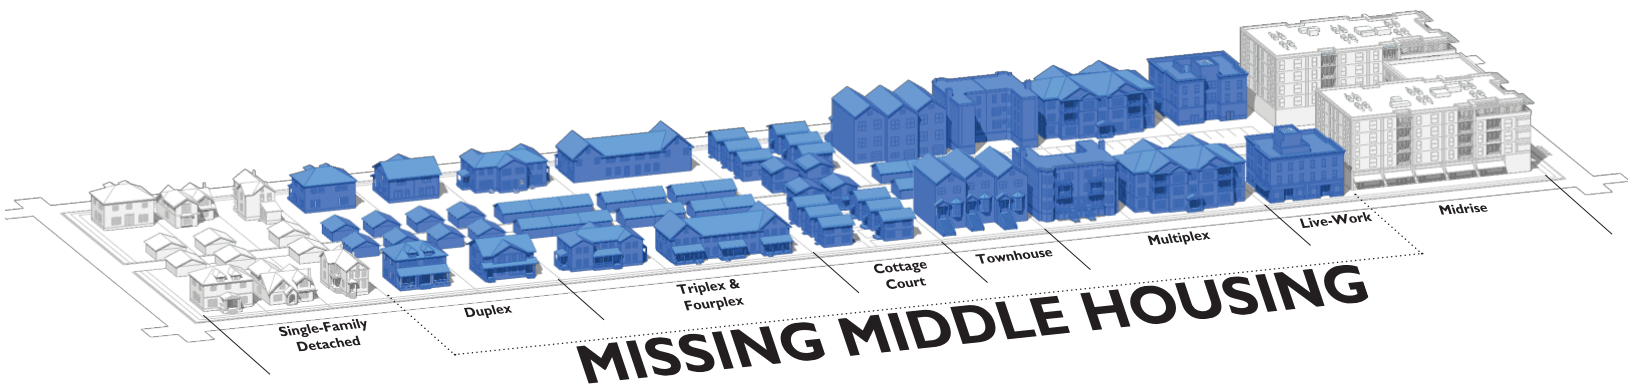 Single-Family
Detached
Duplex
Triplex &
Fourplex
Cottage
Court
Townhouse
Multiplex
Live-Work
Midrise
MISSING MIDDLE HOUSING